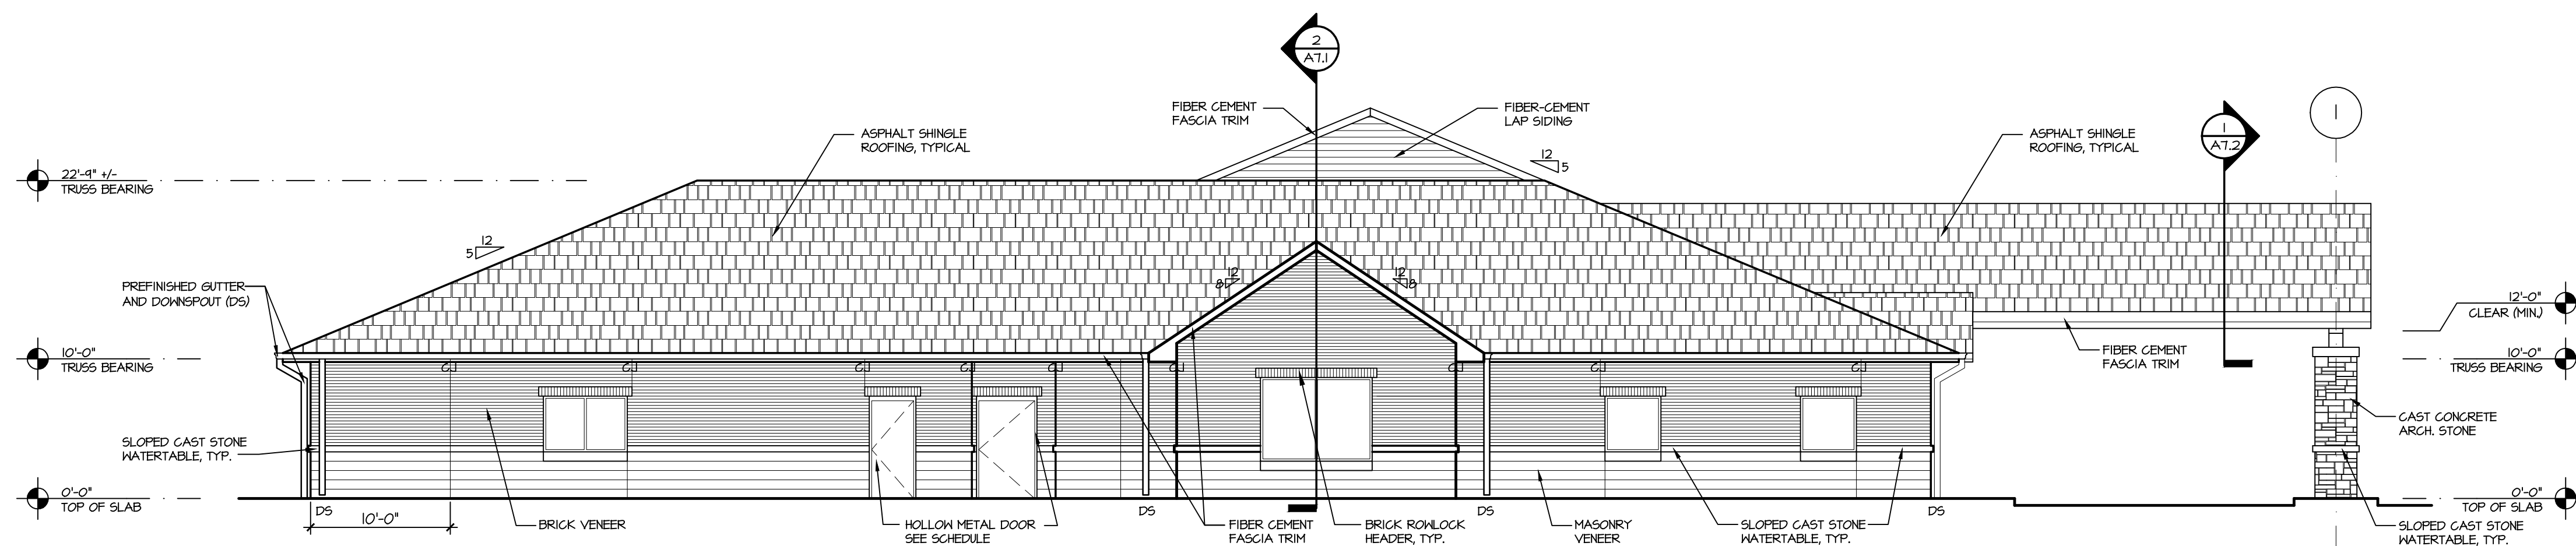 2
A7.1
FIBER CEMENT
FASCIA TRIM
FIBER-CEMENT
LAP SIDING
1
ASPHALT SHINGLE
ROOFING, TYPICAL
1
A7.2
ASPHALT SHINGLE
ROOFING, TYPICAL
12
5
22'-9" +/-
TRUSS BEARING
12
5
12
8
12
8
PREFINISHED GUTTER
AND DOWNSPOUT (DS)
12'-0"
CLEAR (MIN.)
10'-0"
TRUSS BEARING
FIBER CEMENT
FASCIA TRIM
10'-0"
TRUSS BEARING
CJ
CJ
CJ
CJ
CJ
CJ
CJ
CJ
CJ
CAST CONCRETE
ARCH. STONE
SLOPED CAST STONE
WATERTABLE, TYP.
0'-0"
TOP OF SLAB
0'-0"
TOP OF SLAB
DS
DS
DS
DS
10'-0"
BRICK VENEER
HOLLOW METAL DOOR
SEE SCHEDULE
FIBER CEMENT
FASCIA TRIM
BRICK ROWLOCK
HEADER, TYP.
MASONRY
VENEER
SLOPED CAST STONE
WATERTABLE, TYP.
SLOPED CAST STONE
WATERTABLE, TYP.